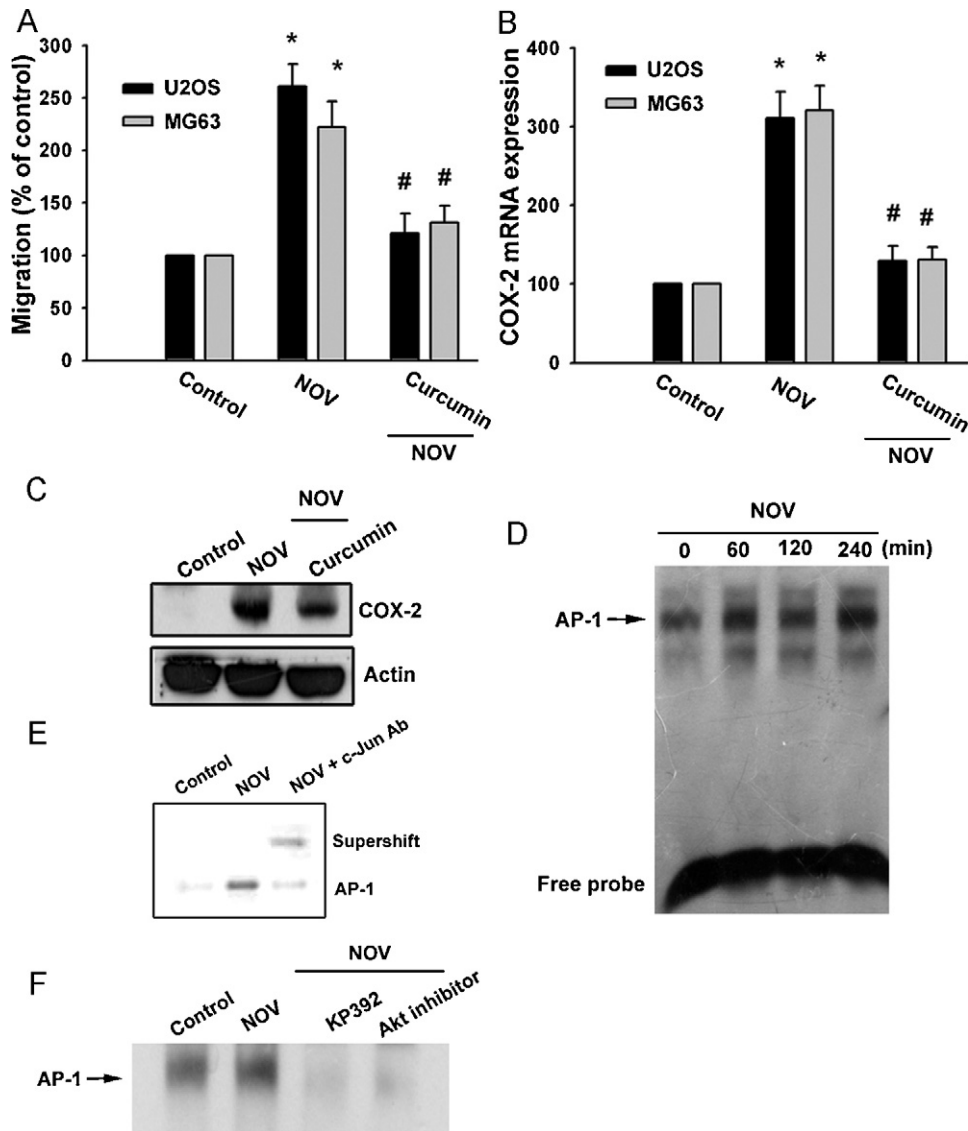 A
Migration (% of control)
300
250
200
150
100
50
0
U2OS
MG63
*
*
#
#
Control
NOV
Curcumin
NOV
B
COX-2 mRNA expression
400
300
200
100
0
U2OS
MG63
*
*
#
#
Control
NOV
Curcumin
NOV
C
NOV
Control
NOV
Curcumin
COX-2
Actin
D
NOV
0 60 120 240 (min)
AP-1
Free probe
E
Control
NOV
NOV + c-Jun Ab
Supershift
AP-1
F
NOV
Control
NOV
KP392
Akt inhibitor
AP-1